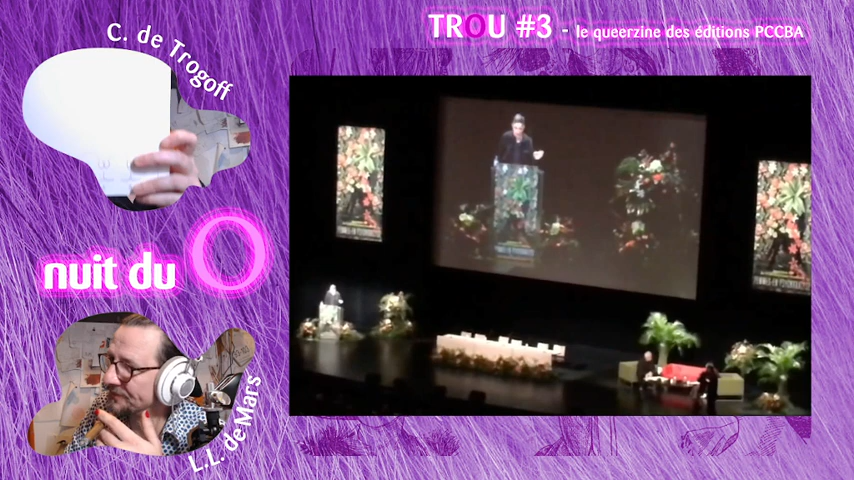 TROU #3 - le queerzine des éditions PCCBA
C. de Trogoff
nuit du O
L.L. de Mars